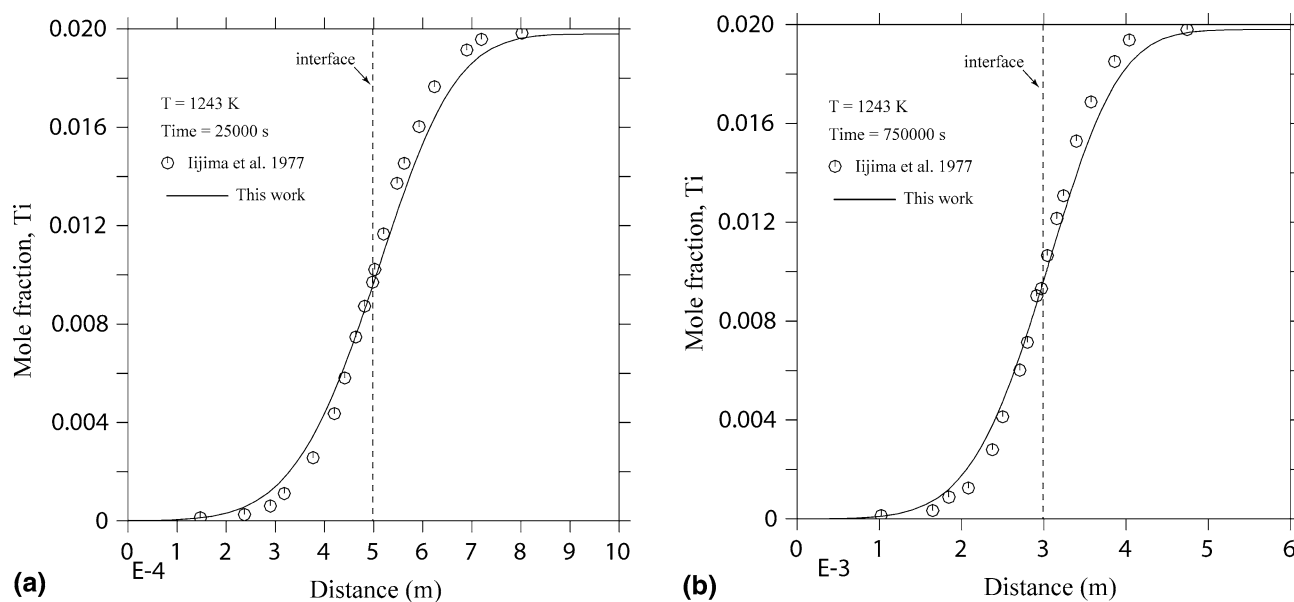 0.020
0.016
0.012
0.008
0.004
0
Mole fraction, Ti
interface
T = 1243 K
Time = 25000 s
Iijima et al. 1977
This work
0 1 2 3 4 5 6 7 8 9 10
E-4
Distance (m)
(a)
0.020
0.016
0.012
0.008
0.004
0
Mole fraction, Ti
interface
T = 1243 K
Time = 750000 s
Iijima et al. 1977
This work
0 1 2 3 4 5 6
E-3
Distance (m)
(b)